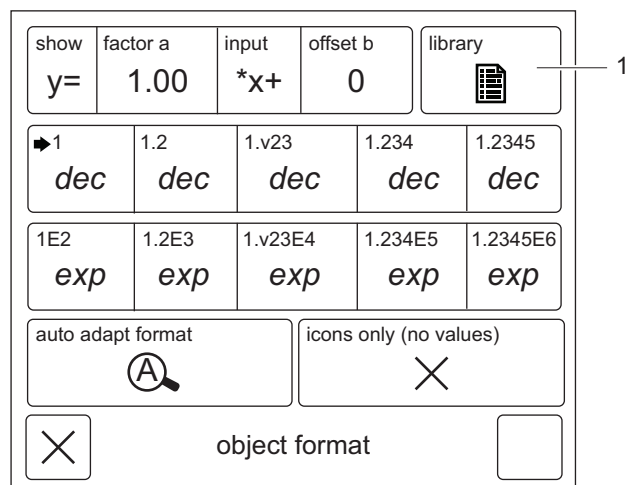 show factor a input offset b library
y= 1.00 *x+ 0
1
1 1.2 1.v23 1.234 1.2345
dec dec dec dec dec
1E2 1.2E3 1.v23E4 1.234E5 1.2345E6
exp exp exp exp exp
auto adapt format icons only (no values)
A
object format